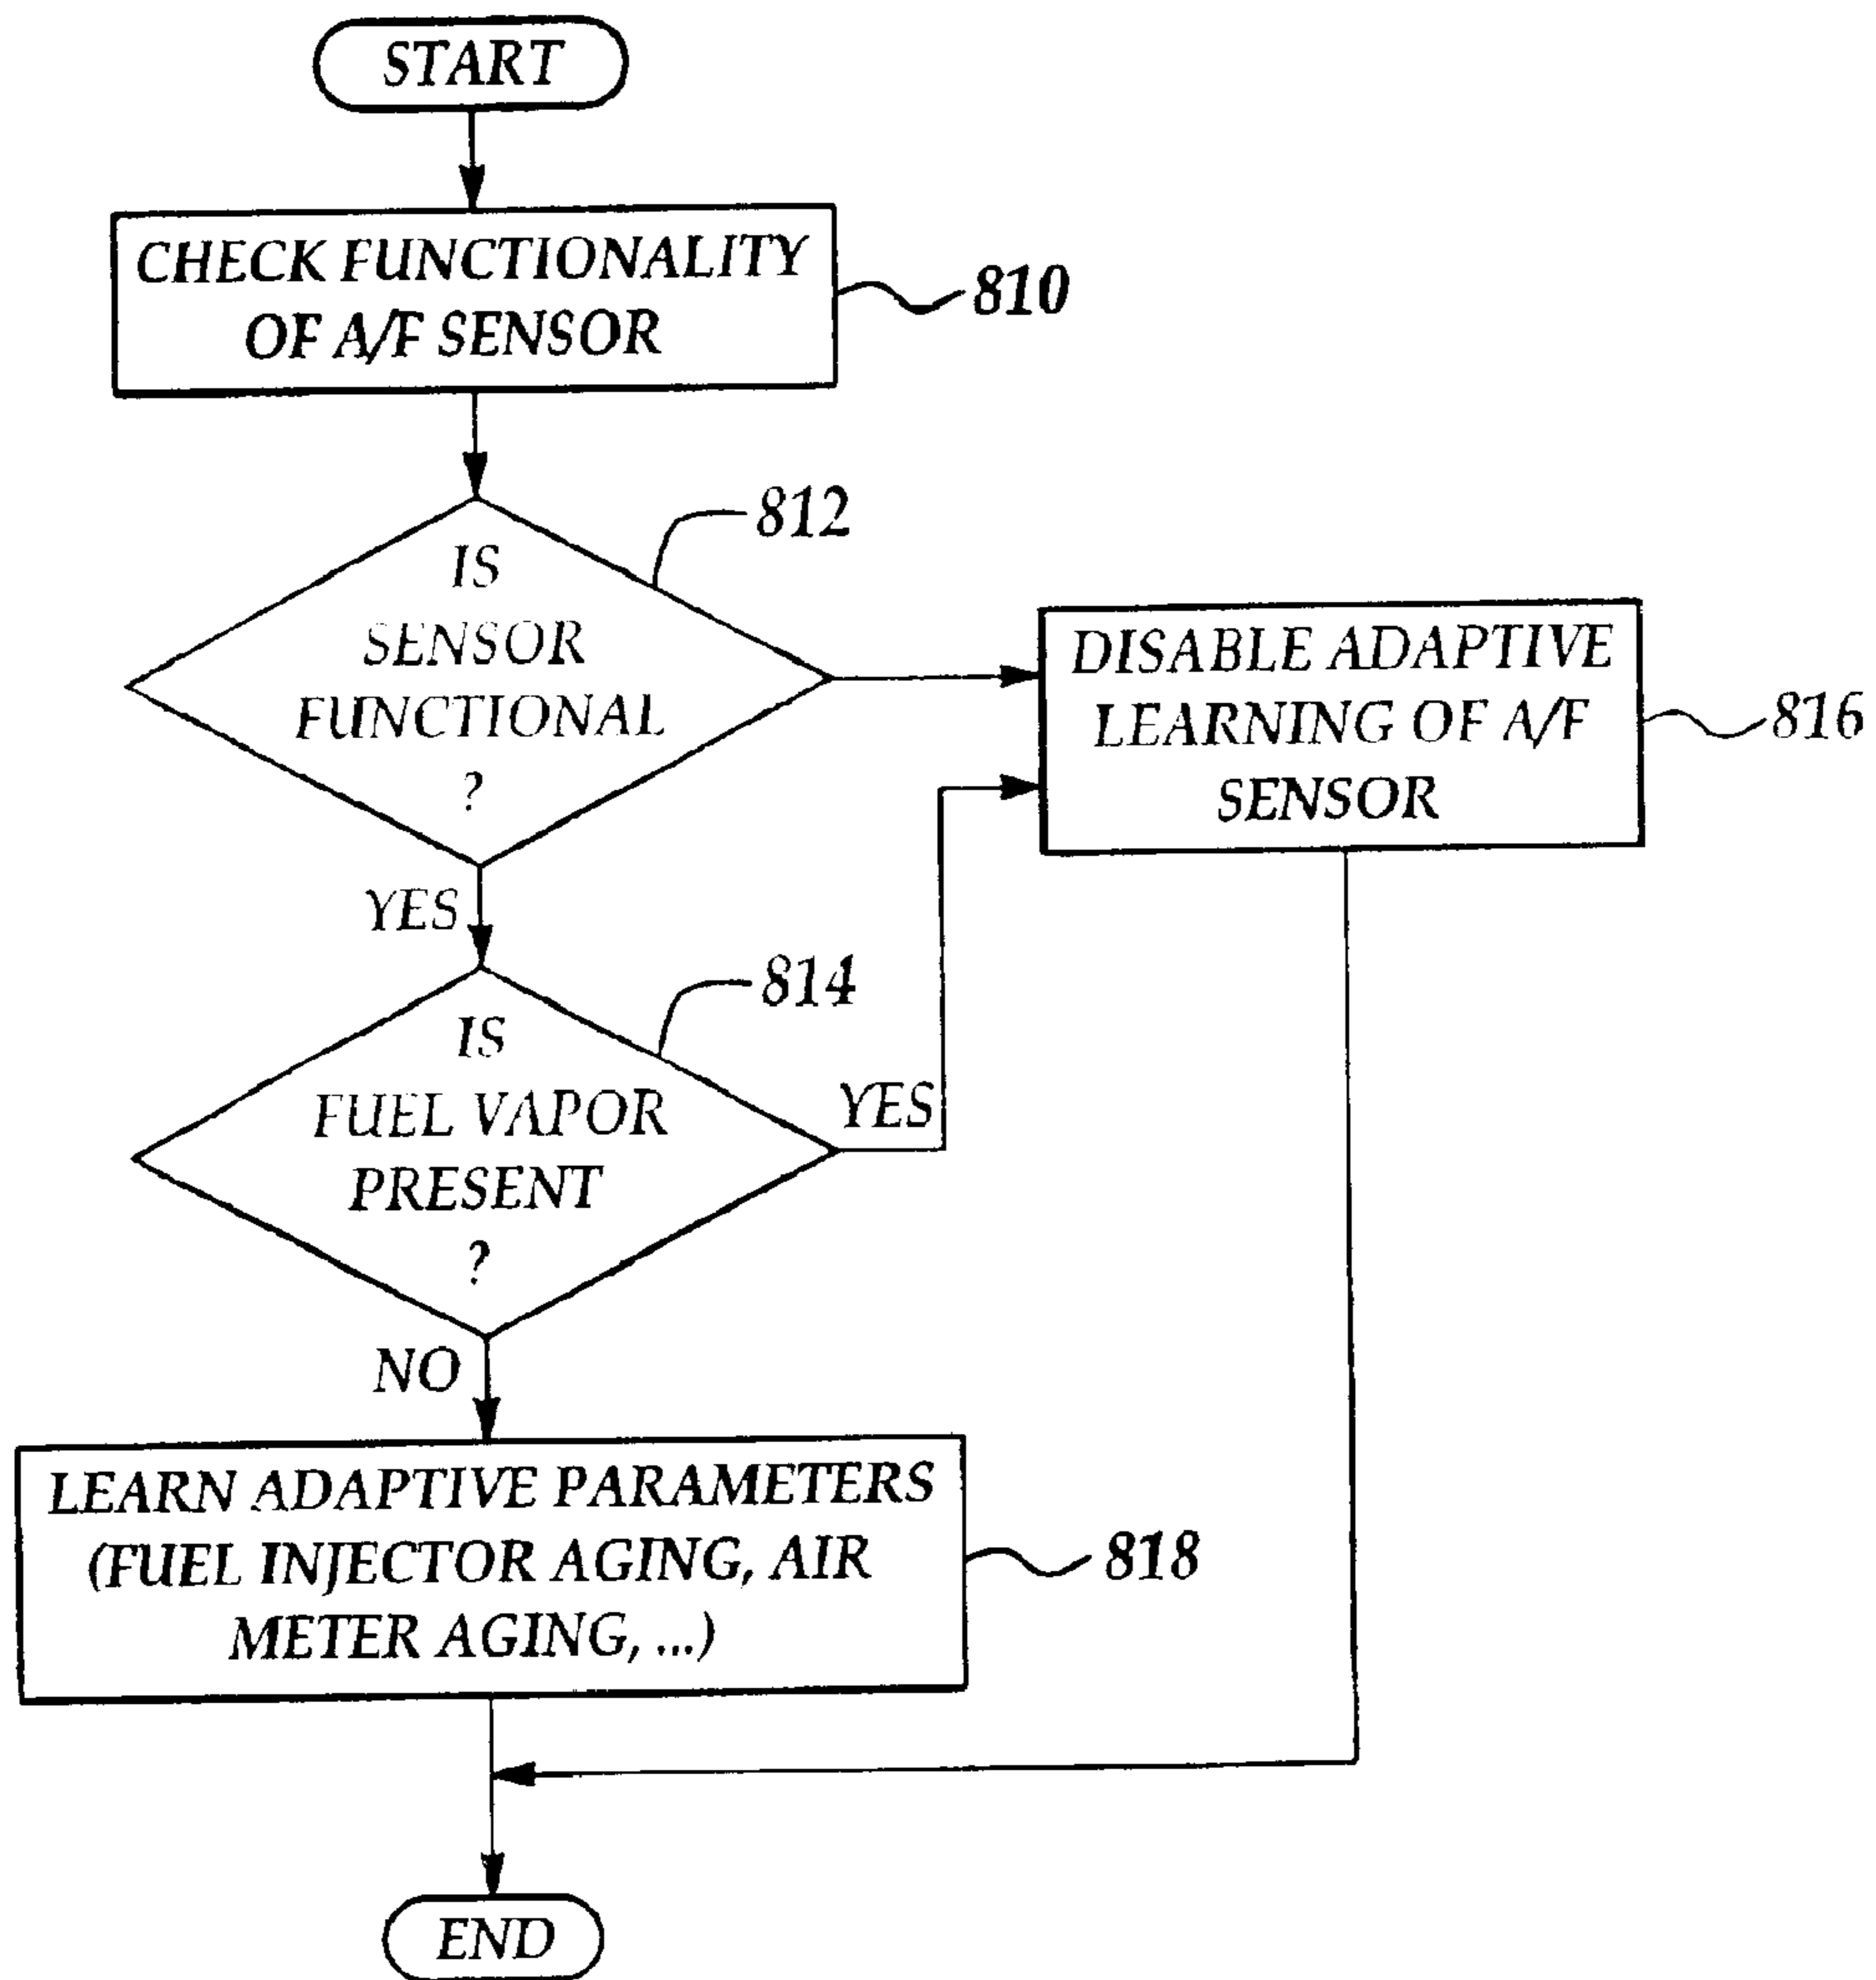 START
CHECK FUNCTIONALITY
OF A/F SENSOR
810
812
IS
SENSOR
FUNCTIONAL
?
DISABLE ADAPTIVE
LEARNING OF A/F
SENSOR
816
YES
814
IS
FUEL VAPOR
PRESENT
?
YES
NO
LEARN ADAPTIVE PARAMETERS
(FUEL INJECTOR AGING, AIR
METER AGING, ...)
818
END